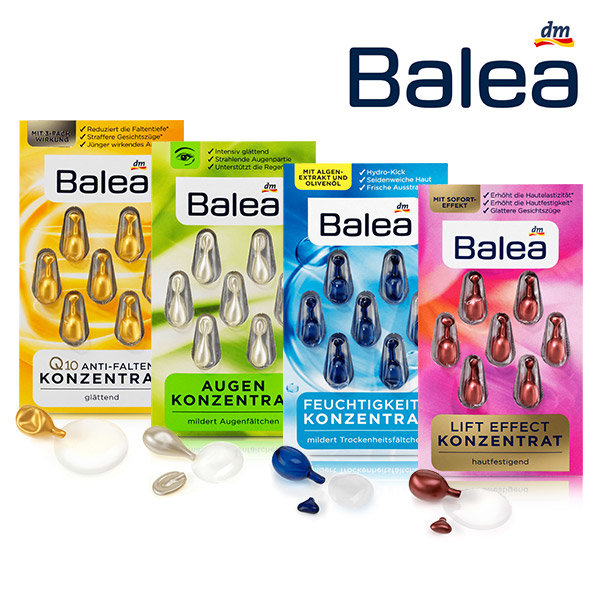 dm
Balea
MIT 3-FACH
WIRKUNG
✓ Reduziert die Faltentiefe*
✓ Straffere Gesichtszüge*
✓ Jünger wirkendes
Balea
Q10 ANTI-FALTEN
KONZENTRAT
glättend
✓ Intensiv glättend
✓ Strahlende Augenpartie
✓ Unterstützt die
dm
Balea
AUGEN
KONZENTRAT
mildert Augenfältchen
MIT ALGEN-
EXTRAKT UND
OLIVENÖL
✓ Hydro-Kick
✓ Seidenweiche Haut
✓ Frische
dm
Balea
FEUCHTIGKEIT
KONZENTRAT
mildert Trockenheitsfältchen
MIT SOFORT-
EFFEKT
✓ Erhöht die Hautelastizität*
✓ Erhöht die Hautfestigkeit*
✓ Glattere Gesichtszüge
dm
Balea
LIFT EFFECT
KONZENTRAT
hautfestigend